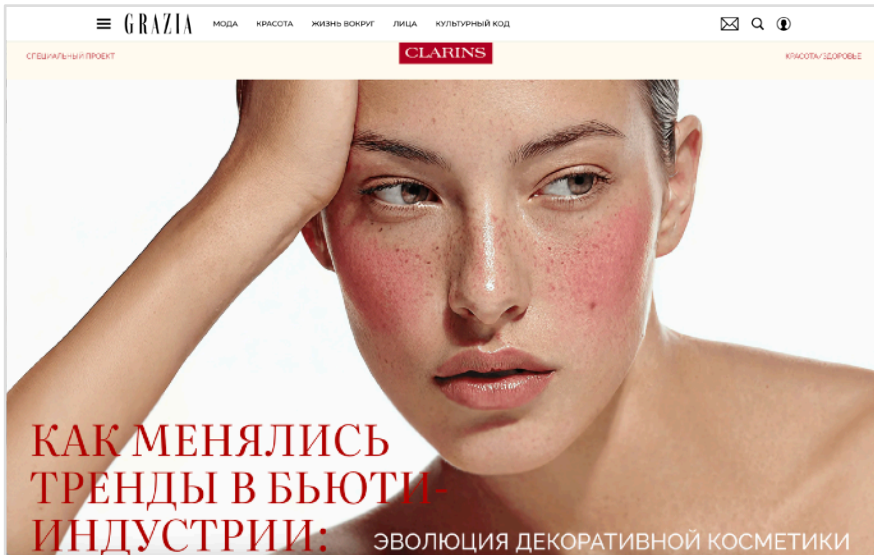 GRAZIA МОДА КРАСОТА ЖИЗНЬ ВОКРУГ ЛИЦА КУЛЬТУРНЫЙ КОД
СПЕЦИАЛЬНЫЙ ПРОЕКТ CLARINS КРАСОТА/ЗДОРОВЬЕ
КАК МЕНЯЛИСЬ
ТРЕНДЫ В БЬЮТИ-
ИНДУСТРИИ:
ЭВОЛЮЦИЯ ДЕКОРАТИВНОЙ КОСМЕТИКИ